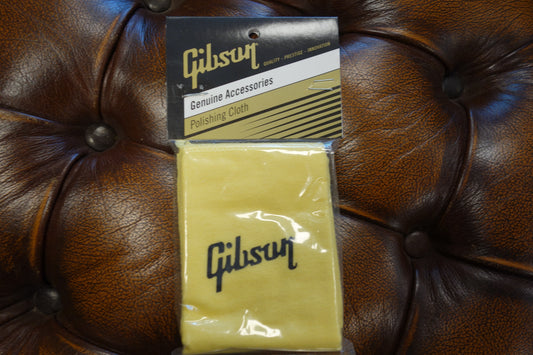 Gibson
QUALITY · PRESTIGE · INNOVATION
Genuine Accessories
Polishing Cloth
Gibson